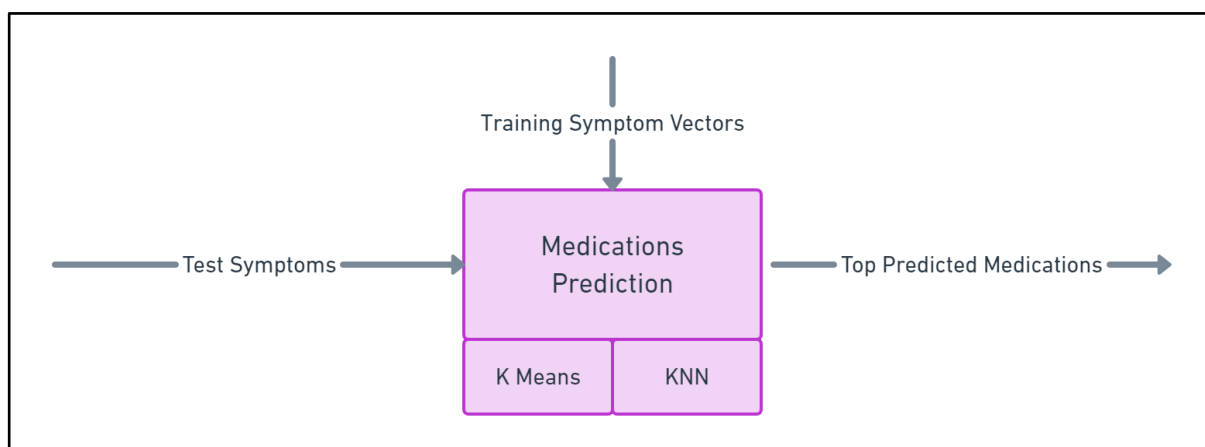 Training Symptom Vectors
Medications
Prediction
Test Symptoms
Top Predicted Medications
K Means
KNN